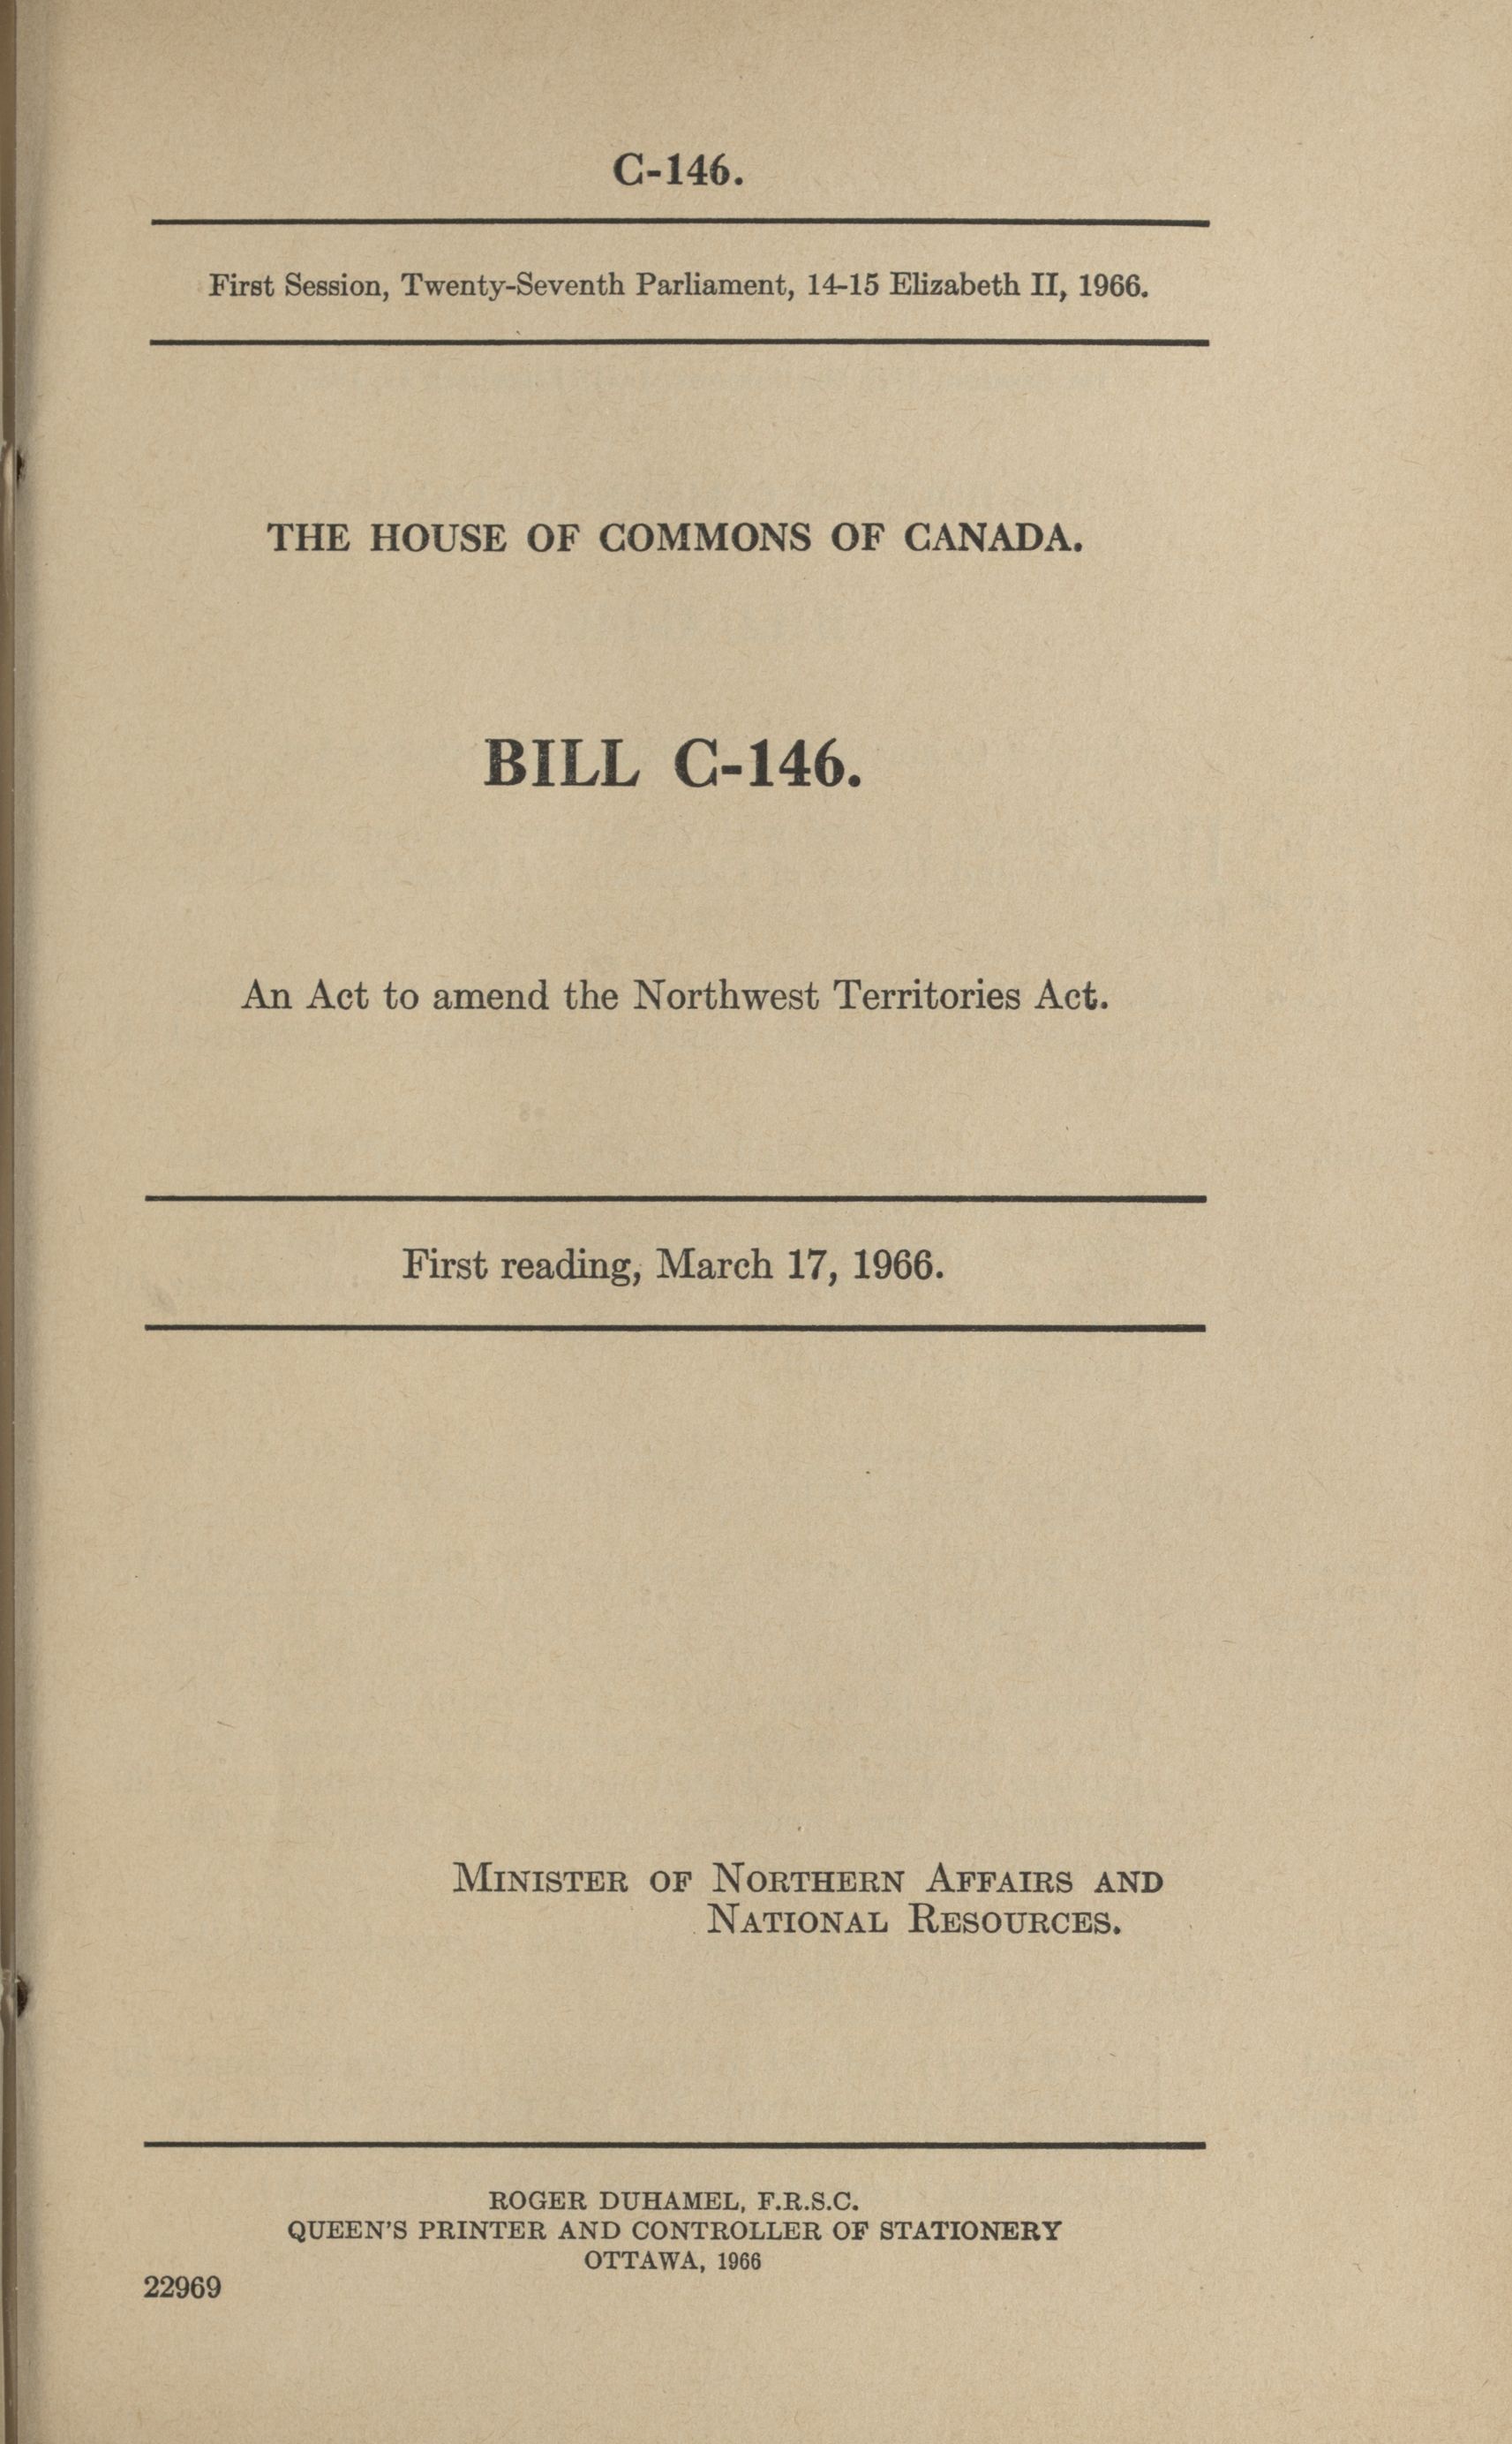 C-146.
First Session, Twenty-Seventh Parliament, 14-15 Elizabeth II, 1966.
THE HOUSE OF COMMONS OF CANADA.
BILL C-146.
An Act to amend the Northwest Territories Act.
First reading, March 17, 1966.
MINISTER OF NORTHERN AFFAIRS AND
NATIONAL RESOURCES.
ROGER DUHAMEL, F.R.S.C.
QUEEN'S PRINTER AND CONTROLLER OF STATIONERY
OTTAWA, 1966
22969